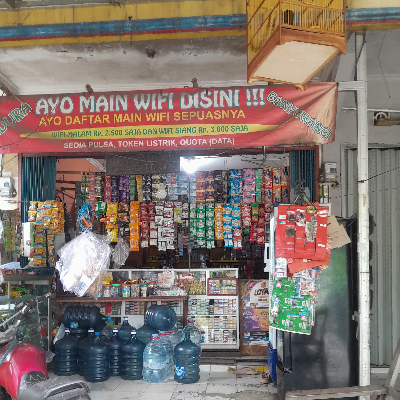 AYO MAIN WIFI DISINI !!!
AYO DAFTAR MAIN WIFI SEPUASNYA
WIFI MALAM Rp. 2.500 SAJA DAN WIFI SIANG Rp. 3.000 SAJA
SEDIA PULSA, TOKEN LISTRIK, QUOTA (DATA)